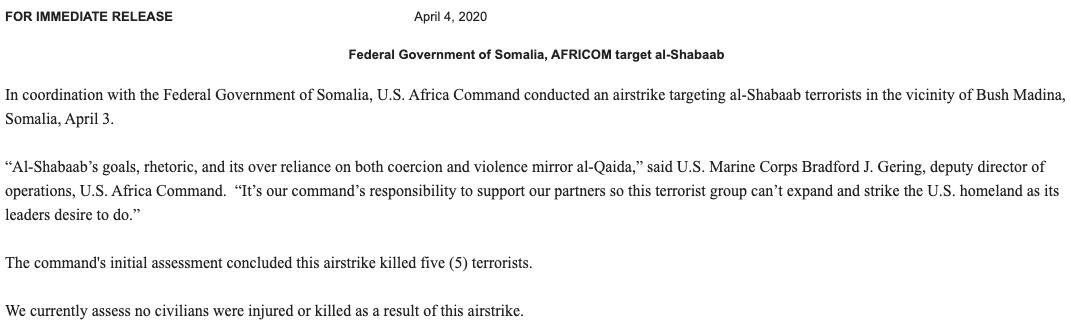 FOR IMMEDIATE RELEASE April 4, 2020
Federal Government of Somalia, AFRICOM target al-Shabaab
In coordination with the Federal Government of Somalia, U.S. Africa Command conducted an airstrike targeting al-Shabaab terrorists in the vicinity of Bush Madina,
Somalia, April 3.
“Al-Shabaab’s goals, rhetoric, and its over reliance on both coercion and violence mirror al-Qaida,” said U.S. Marine Corps Bradford J. Gering, deputy director of
operations, U.S. Africa Command.  “It’s our command’s responsibility to support our partners so this terrorist group can’t expand and strike the U.S. homeland as its
leaders desire to do.”
The command's initial assessment concluded this airstrike killed five (5) terrorists.
We currently assess no civilians were injured or killed as a result of this airstrike.